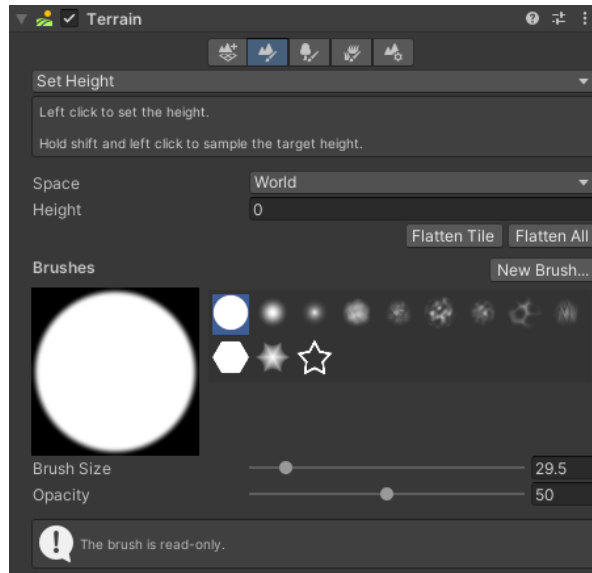 Terrain
Set Height
Left click to set the height.
Hold shift and left click to sample the target height.
Space World
Height 0
Flatten Tile Flatten All
Brushes New Brush...
Brush Size 29.5
Opacity 50
The brush is read-only.